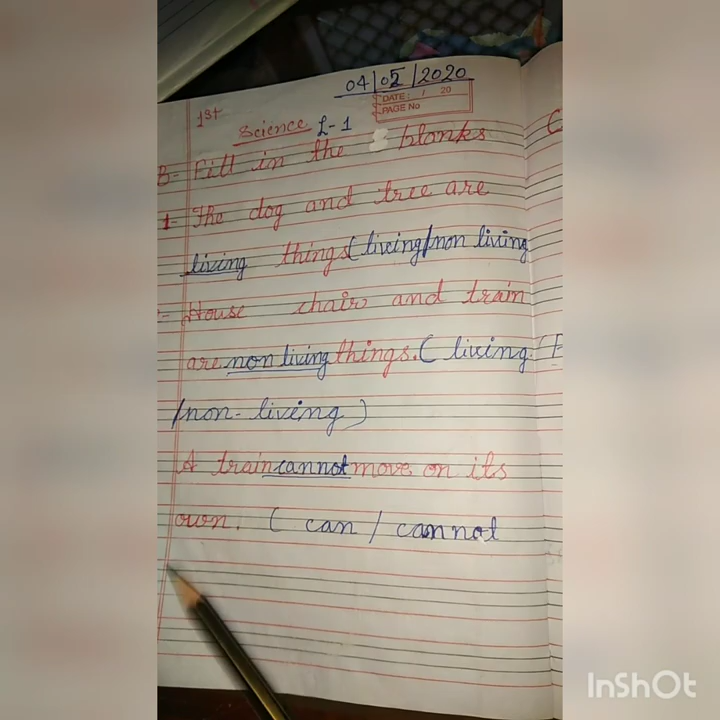 04/05/2020
DATE: / 20
PAGE No
1st
Science L-1
B- Fill in the blanks
1- The dog and tree are
living things (living/non living
House chair and train
are non living things. ( living
/non-living)
A train cannot move on its
own. ( can / cannot
InShOt